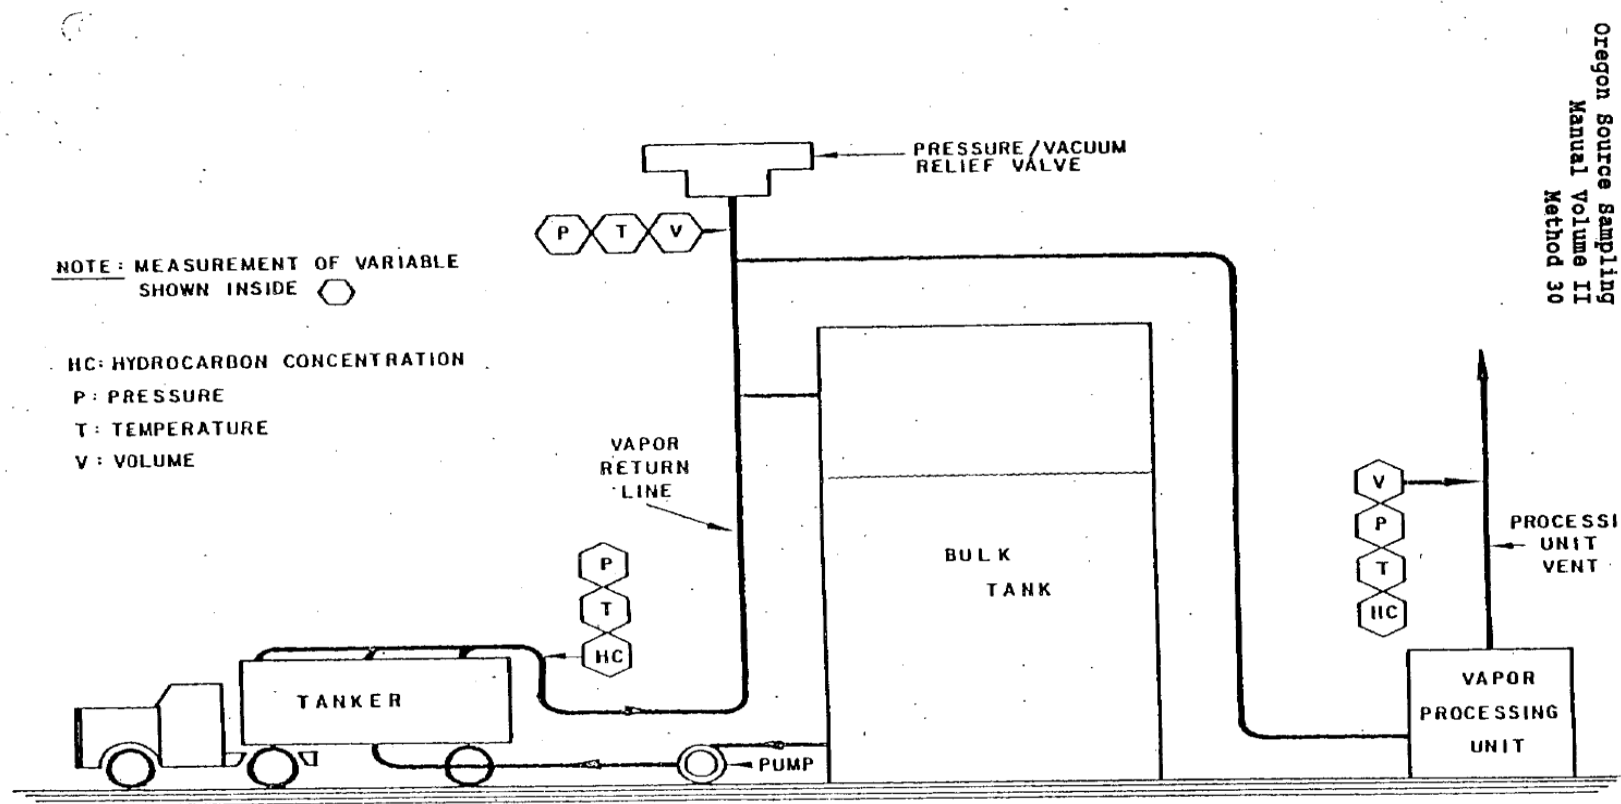 Oregon Source Sampling
Manual Volume II
Method 30
PRESSURE/VACUUM
RELIEF VALVE
P T V
NOTE: MEASUREMENT OF VARIABLE
SHOWN INSIDE
HC: HYDROCARBON CONCENTRATION
P: PRESSURE
T: TEMPERATURE
V: VOLUME
VAPOR
RETURN
LINE
P
T
HC
BULK
TANK
V
P
T
HC
PROCESSI
UNIT
VENT
TANKER
PUMP
VAPOR
PROCESSING
UNIT